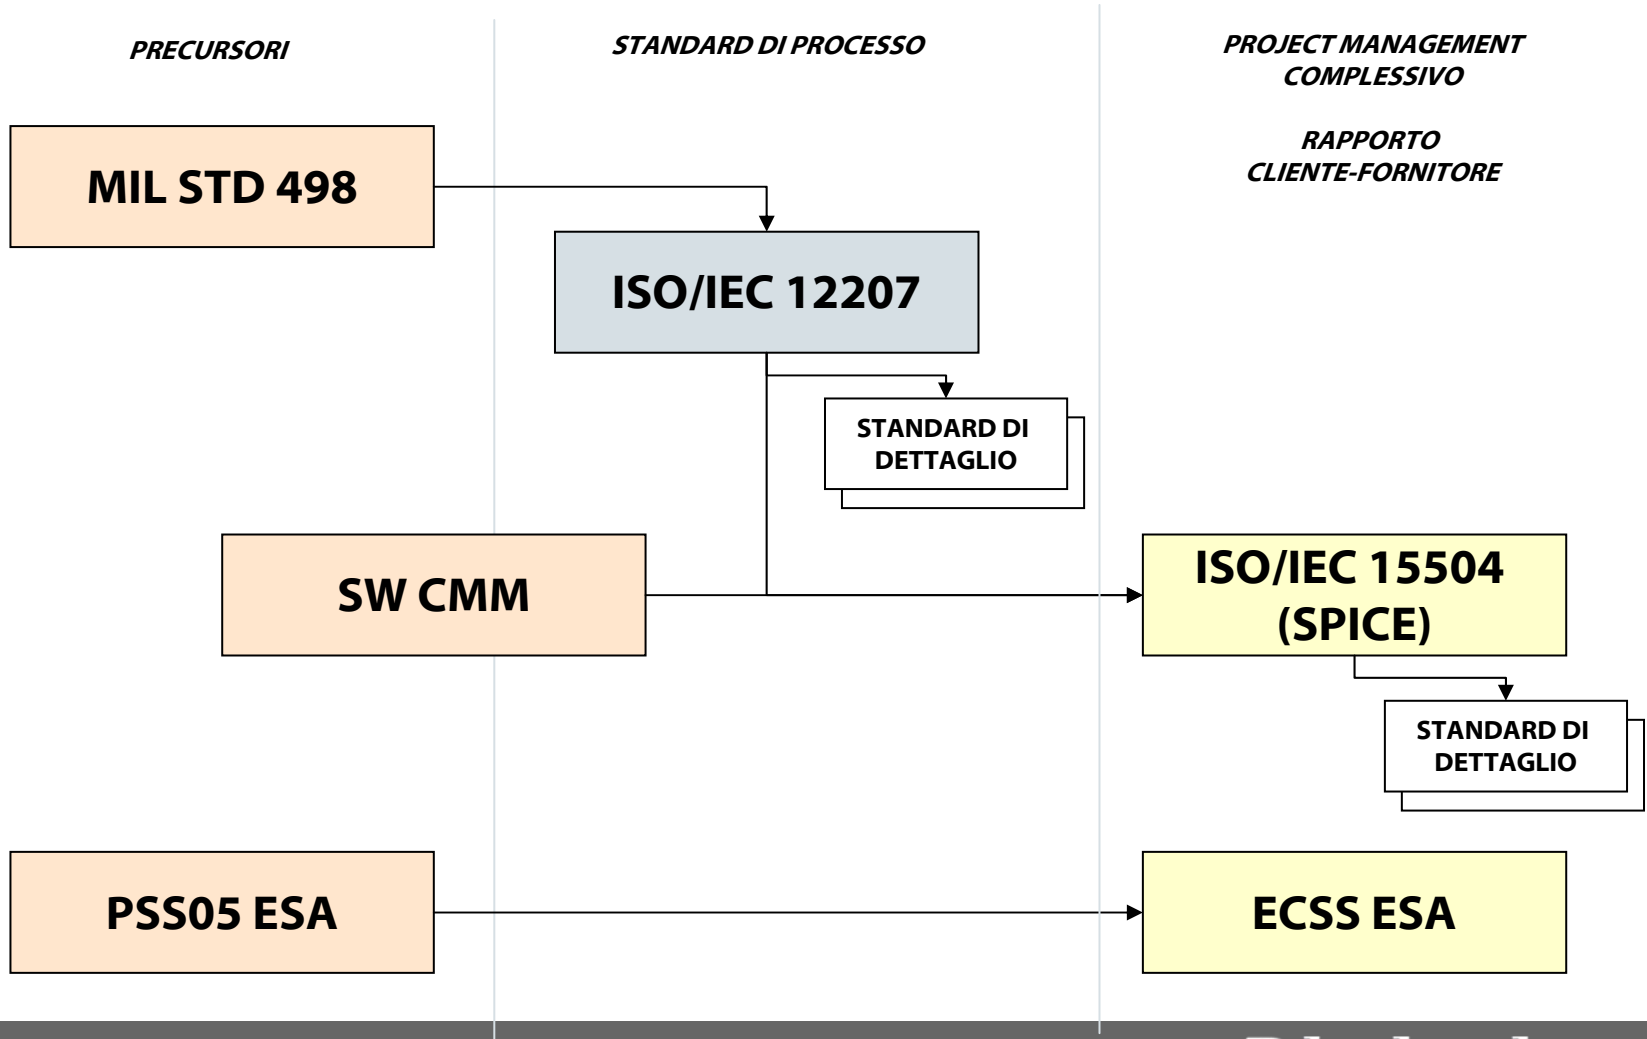 PRECURSORI
STANDARD DI PROCESSO
PROJECT MANAGEMENT
COMPLESSIVO
RAPPORTO
CLIENTE-FORNITORE
MIL STD 498
ISO/IEC 12207
STANDARD DI
DETTAGLIO
SW CMM
ISO/IEC 15504
(SPICE)
STANDARD DI
DETTAGLIO
PSS05 ESA
ECSS ESA